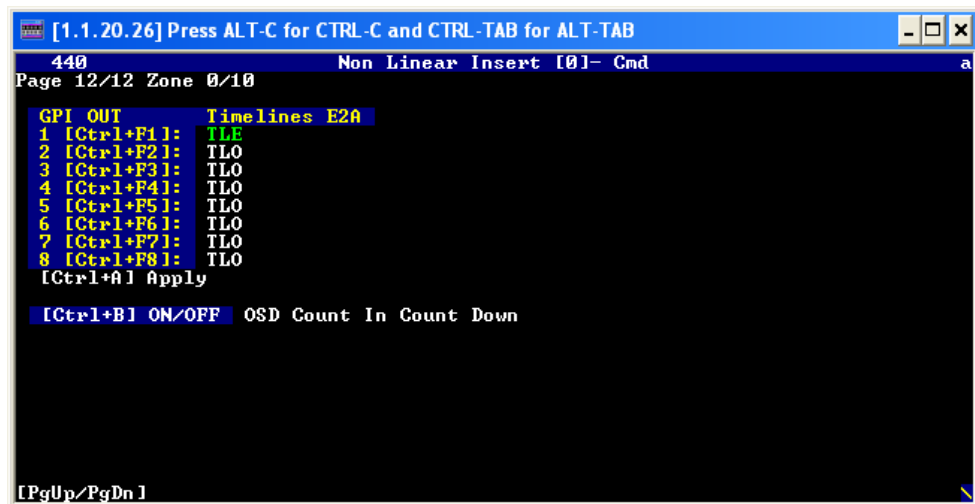 [1.1.20.26] Press ALT-C for CTRL-C and CTRL-TAB for ALT-TAB
440 Non Linear Insert [0]- Cmd a
Page 12/12 Zone 0/10
GPI OUT Timelines E2A
1 [Ctrl+F1]: TLE
2 [Ctrl+F2]: TLO
3 [Ctrl+F3]: TLO
4 [Ctrl+F4]: TLO
5 [Ctrl+F5]: TLO
6 [Ctrl+F6]: TLO
7 [Ctrl+F7]: TLO
8 [Ctrl+F8]: TLO
[Ctrl+A] Apply
[Ctrl+B] ON/OFF OSD Count In Count Down
[PgUp/PgDn] \